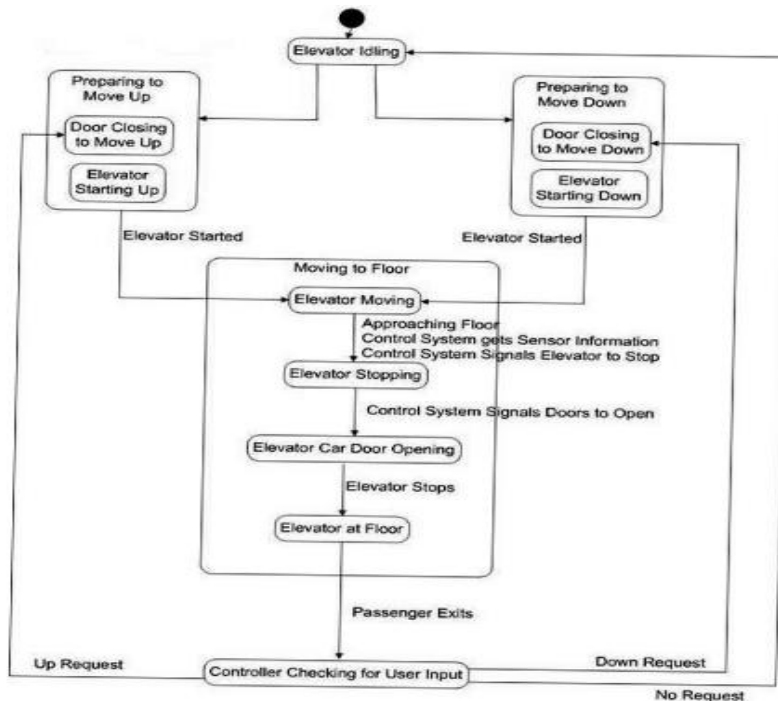 Elevator Idling
Preparing to
Move Up
Door Closing
to Move Up
Elevator
Starting Up
Preparing to
Move Down
Door Closing
to Move Down
Elevator
Starting Down
Elevator Started
Elevator Started
Moving to Floor
Elevator Moving
Approaching Floor
Control System gets Sensor Information
Control System Signals Elevator to Stop
Elevator Stopping
Control System Signals Doors to Open
Elevator Car Door Opening
Elevator Stops
Elevator at Floor
Passenger Exits
Up Request
Controller Checking for User Input
Down Request
No Request